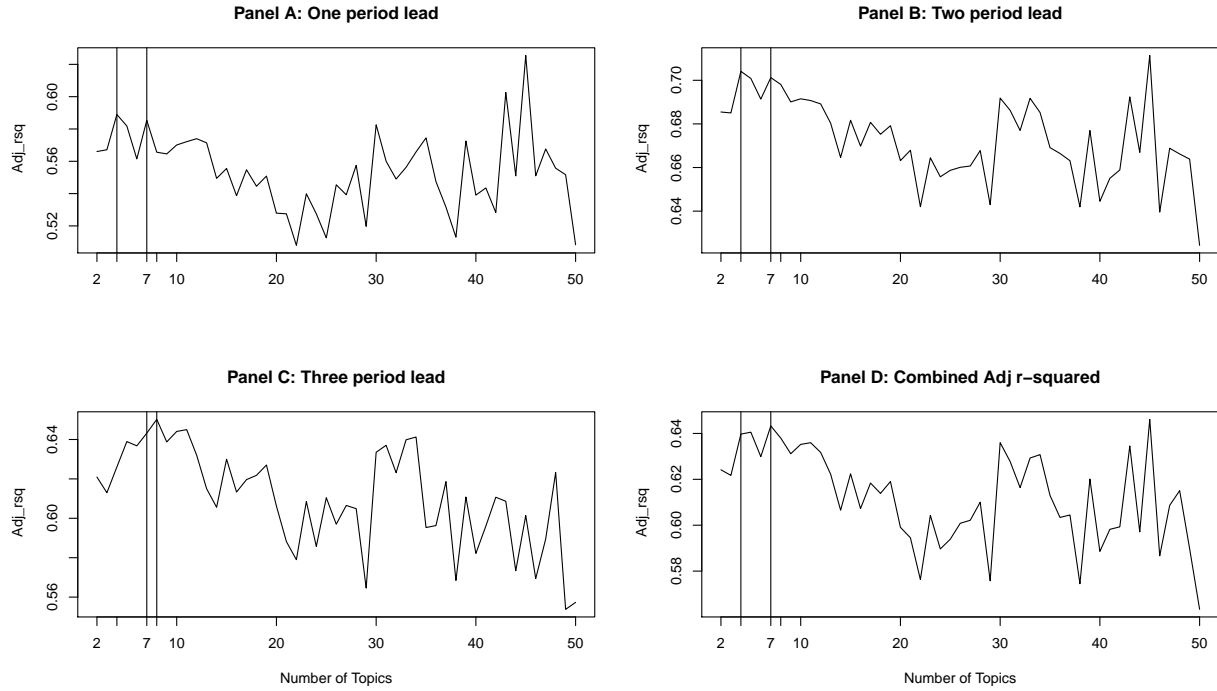 Panel A: One period lead
Adj_rsq
0.52 0.56 0.60
2 7 10 20 30 40 50
Panel B: Two period lead
Adj_rsq
0.64 0.66 0.68 0.70
2 7 10 20 30 40 50
Panel C: Three period lead
Adj_rsq
0.56 0.60 0.64
2 7 10 20 30 40 50
Number of Topics
Panel D: Combined Adj r−squared
Adj_rsq
0.58 0.60 0.62 0.64
2 7 10 20 30 40 50
Number of Topics